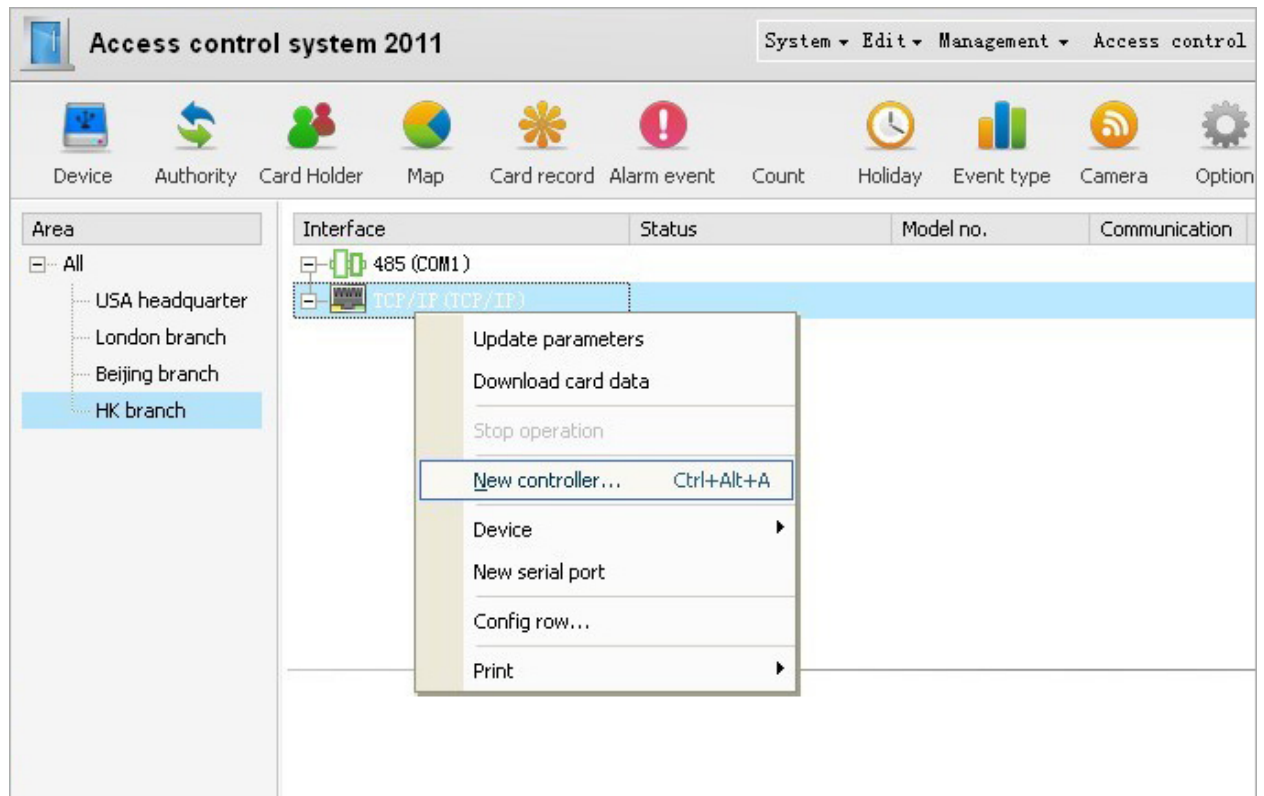 Access control system 2011
System Edit Management Access control
Device Authority Card Holder Map Card record Alarm event Count Holiday Event type Camera Option
Area
Interface Status Model no. Communication
All
485 (COM1)
USA headquarter
TCP/IP (TCP/IP)
London branch
Beijing branch
HK branch
Update parameters
Download card data
Stop operation
New controller... Ctrl+Alt+A
Device
New serial port
Config row...
Print